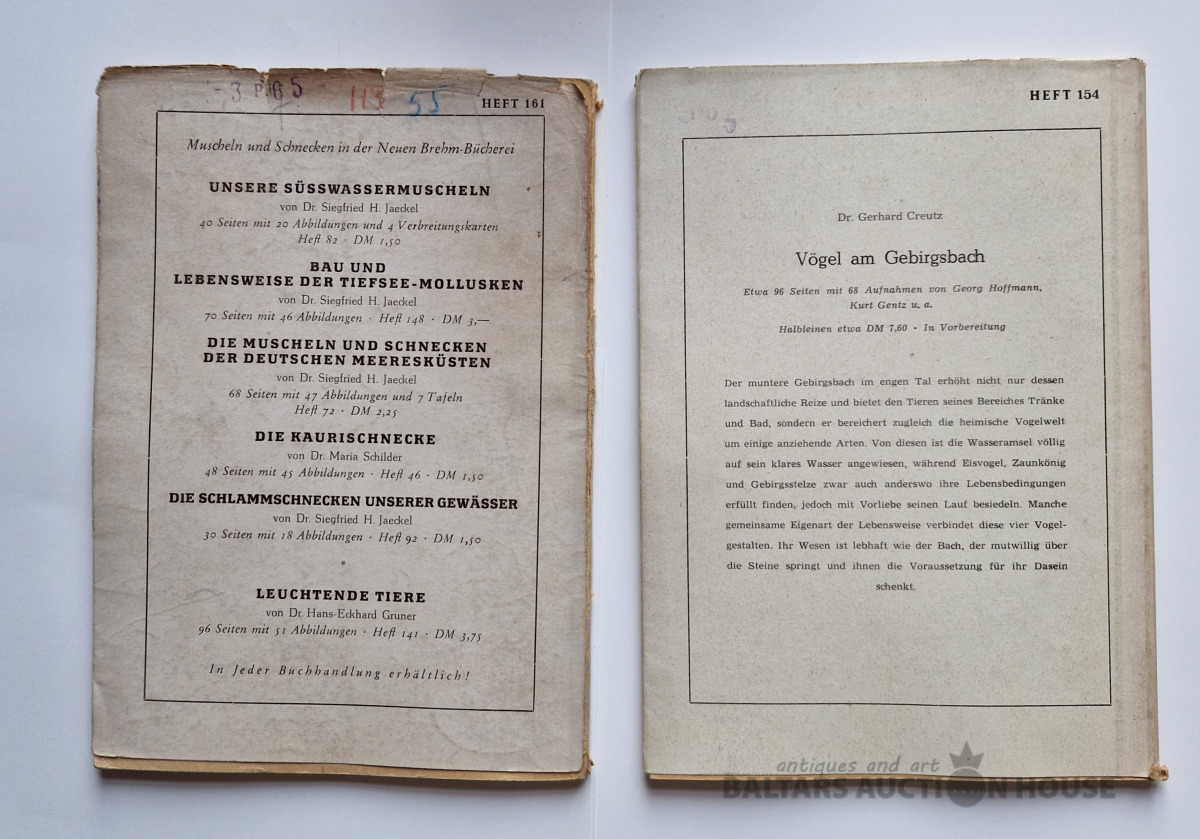 3 P 65 113 55
HEFT 161
Muscheln und Schnecken in der Neuen Brehm-Bücherei
UNSERE SÜSSWASSERMUSCHELN
von Dr. Siegfried H. Jaeckel
40 Seiten mit 20 Abbildungen und 4 Verbreitungskarten
Heft 82 · DM 1,50
BAU UND
LEBENSWEISE DER TIEFSEE-MOLLUSKEN
von Dr. Siegfried H. Jaeckel
70 Seiten mit 46 Abbildungen · Heft 148 · DM 3,—
DIE MUSCHELN UND SCHNECKEN
DER DEUTSCHEN MEERESKÜSTEN
von Dr. Siegfried H. Jaeckel
68 Seiten mit 47 Abbildungen und 7 Tafeln
Heft 72 · DM 2,25
DIE KAURISCHNECKE
von Dr. Maria Schilder
48 Seiten mit 45 Abbildungen · Heft 46 · DM 1,50
DIE SCHLAMMSCHNECKEN UNSERER GEWÄSSER
von Dr. Siegfried H. Jaeckel
30 Seiten mit 18 Abbildungen · Heft 92 · DM 1,50
LEUCHTENDE TIERE
von Dr. Hans-Eckhard Gruner
96 Seiten mit 51 Abbildungen · Heft 141 · DM 3,75
In Jeder Buchhandlung erhältlich!
HEFT 154
Dr. Gerhard Creutz
Vögel am Gebirgsbach
Etwa 96 Seiten mit 68 Aufnahmen von Georg Hoffmann,
Kurt Gentz u. a.
Halbleinen etwa DM 7,60 · In Vorbereitung
Der muntere Gebirgsbach im engen Tal erhöht nicht nur dessen
landschaftliche Reize und bietet den Tieren seines Bereiches Tränke
und Bad, sondern er bereichert zugleich die heimische Vogelwelt
um einige anziehende Arten. Von diesen ist die Wasseramsel völlig
auf sein klares Wasser angewiesen, während Eisvogel, Zaunkönig
und Gebirgsstelze zwar auch anderswo ihre Lebensbedingungen
erfüllt finden, jedoch mit Vorliebe seinen Lauf besiedeln. Manche
gemeinsame Eigenart der Lebensweise verbindet diese vier Vogel-
gestalten. Ihr Wesen ist lebhaft wie der Bach, der mutwillig über
die Steine springt und ihnen die Voraussetzung für ihr Dasein
schenkt.
antiques and art
BALTARS AUCTION HOUSE